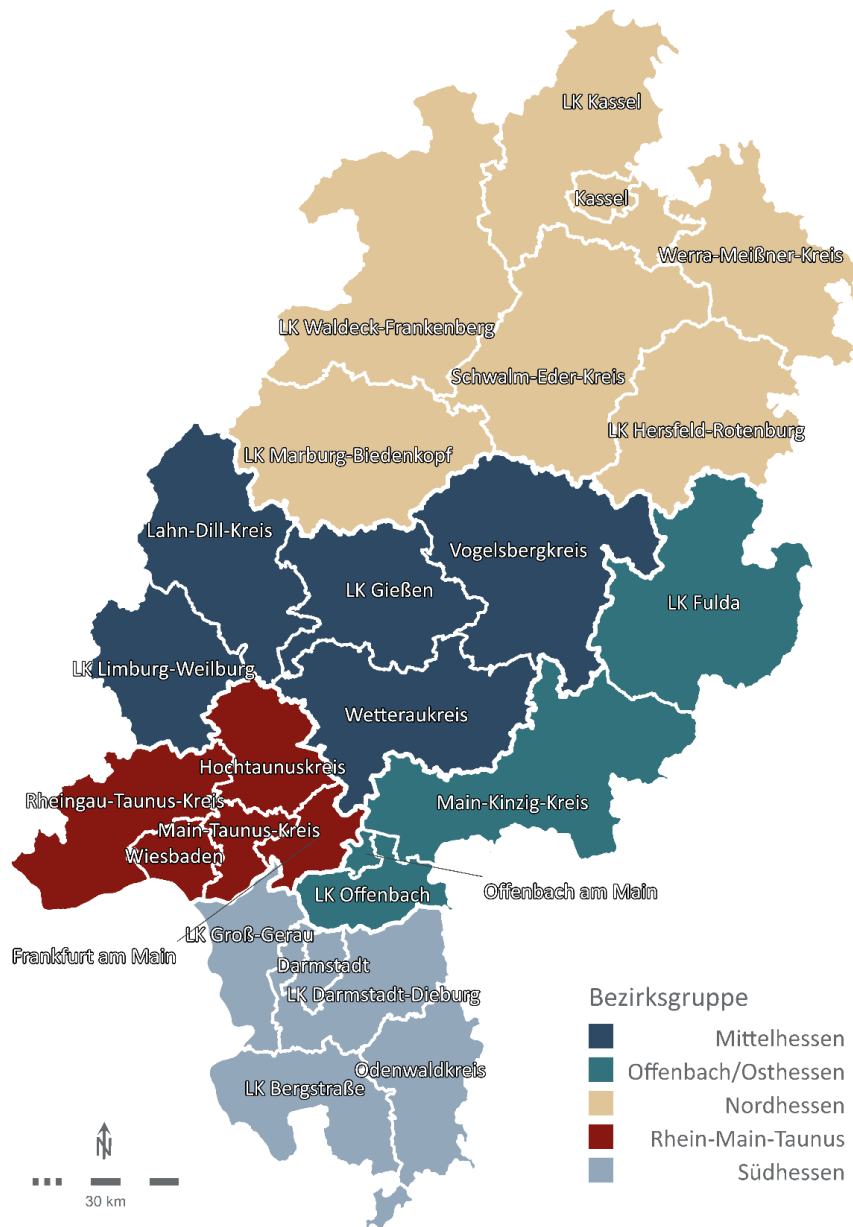 LK Kassel
Kassel
Werra-Meißner-Kreis
LK Waldeck-Frankenberg
Schwalm-Eder-Kreis
LK Hersfeld-Rotenburg
LK Marburg-Biedenkopf
Lahn-Dill-Kreis
Vogelsbergkreis
LK Gießen
LK Fulda
LK Limburg-Weilburg
Wetteraukreis
Hochtaunuskreis
Rheingau-Taunus-Kreis
Main-Kinzig-Kreis
Main-Taunus-Kreis
Wiesbaden
LK Offenbach
Offenbach am Main
Frankfurt am Main
LK Groß-Gerau
Darmstadt
LK Darmstadt-Dieburg
Odenwaldkreis
LK Bergstraße
Bezirksgruppe
Mittelhessen
Offenbach/Osthessen
Nordhessen
Rhein-Main-Taunus
Südhessen
N
30 km